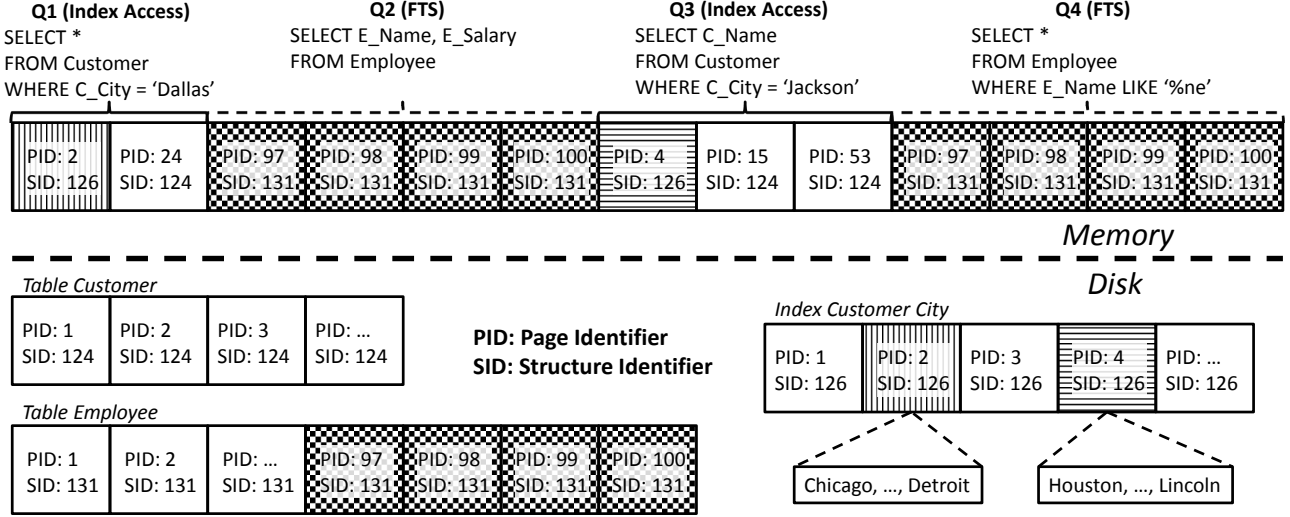 Q1 (Index Access)
SELECT *
FROM Customer
WHERE C_City = ‘Dallas’
Q2 (FTS)
SELECT E_Name, E_Salary
FROM Employee
Q3 (Index Access)
SELECT C_Name
FROM Customer
WHERE C_City = ‘Jackson’
Q4 (FTS)
SELECT *
FROM Employee
WHERE E_Name LIKE ‘%ne’
PID: 2
SID: 126
PID: 24
SID: 124
PID: 97
SID: 131
PID: 98
SID: 131
PID: 99
SID: 131
PID: 100
SID: 131
PID: 4
SID: 126
PID: 15
SID: 124
PID: 53
SID: 124
PID: 97
SID: 131
PID: 98
SID: 131
PID: 99
SID: 131
PID: 100
SID: 131
Memory
Disk
Table Customer
PID: 1
SID: 124
PID: 2
SID: 124
PID: 3
SID: 124
PID: ...
SID: 124
PID: Page Identifier
SID: Structure Identifier
Index Customer City
PID: 1
SID: 126
PID: 2
SID: 126
PID: 3
SID: 126
PID: 4
SID: 126
PID: ...
SID: 126
Chicago, ..., Detroit
Houston, ..., Lincoln
Table Employee
PID: 1
SID: 131
PID: 2
SID: 131
PID: ...
SID: 131
PID: 97
SID: 131
PID: 98
SID: 131
PID: 99
SID: 131
PID: 100
SID: 131